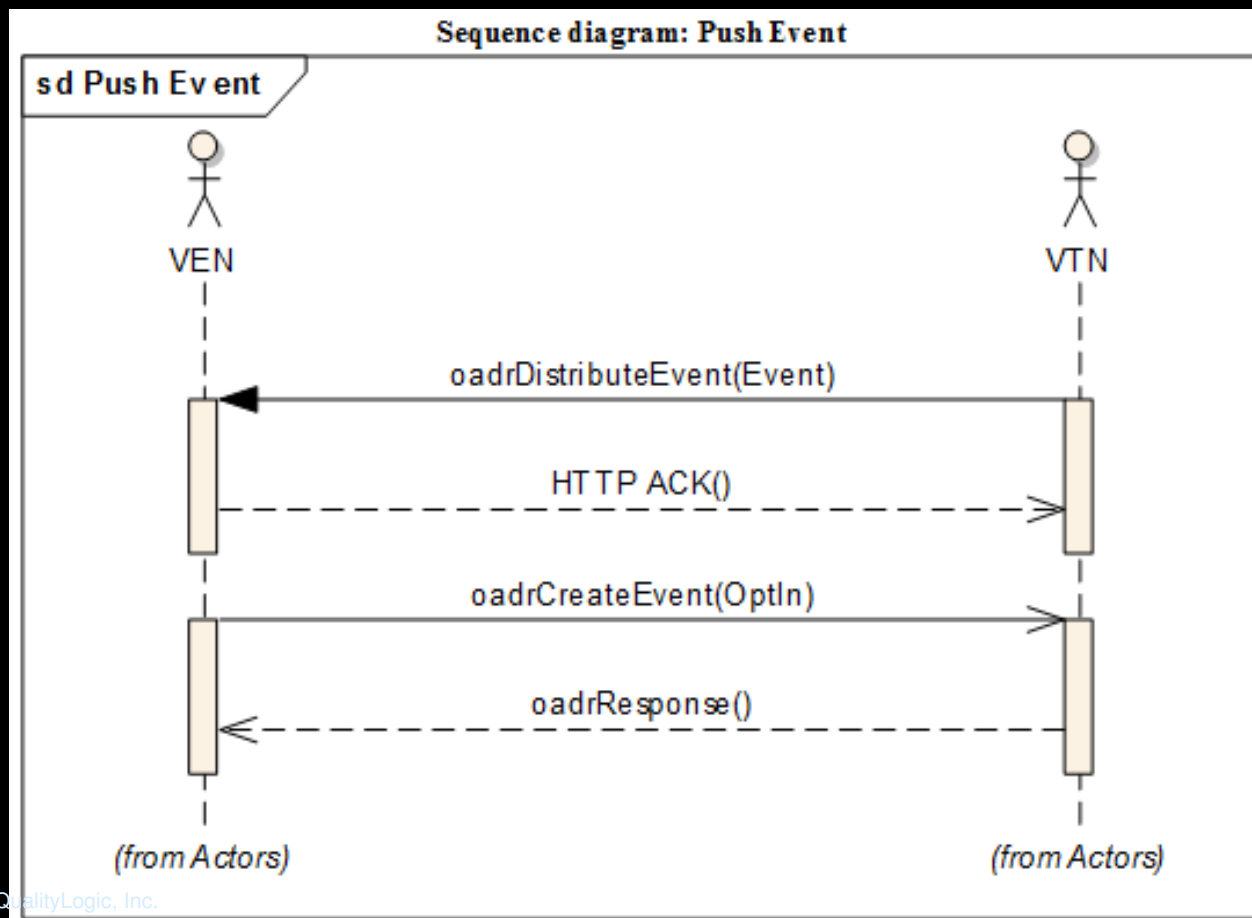 Sequence diagram: Push Event
sd Push Event
VEN
VTN
oadrDistributeEvent(Event)
HTTP ACK()
oadrCreateEvent(OptIn)
oadrResponse()
(from Actors)
(from Actors)
QualityLogic, Inc.